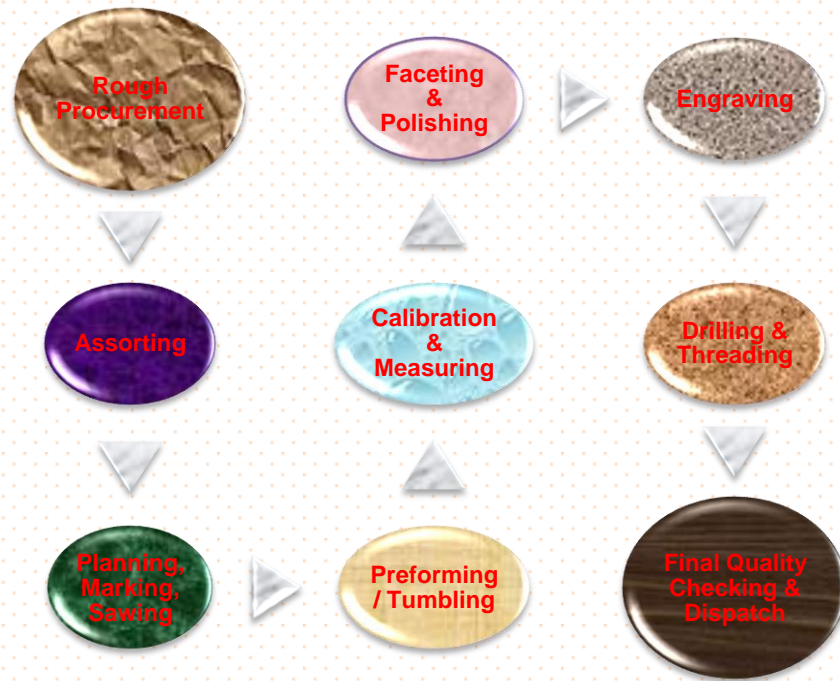 Rough
Procurement
Assorting
Planning,
Marking,
Sawing
Preforming
/ Tumbling
Calibration
&
Measuring
Faceting
&
Polishing
Engraving
Drilling &
Threading
Final Quality
Checking &
Dispatch